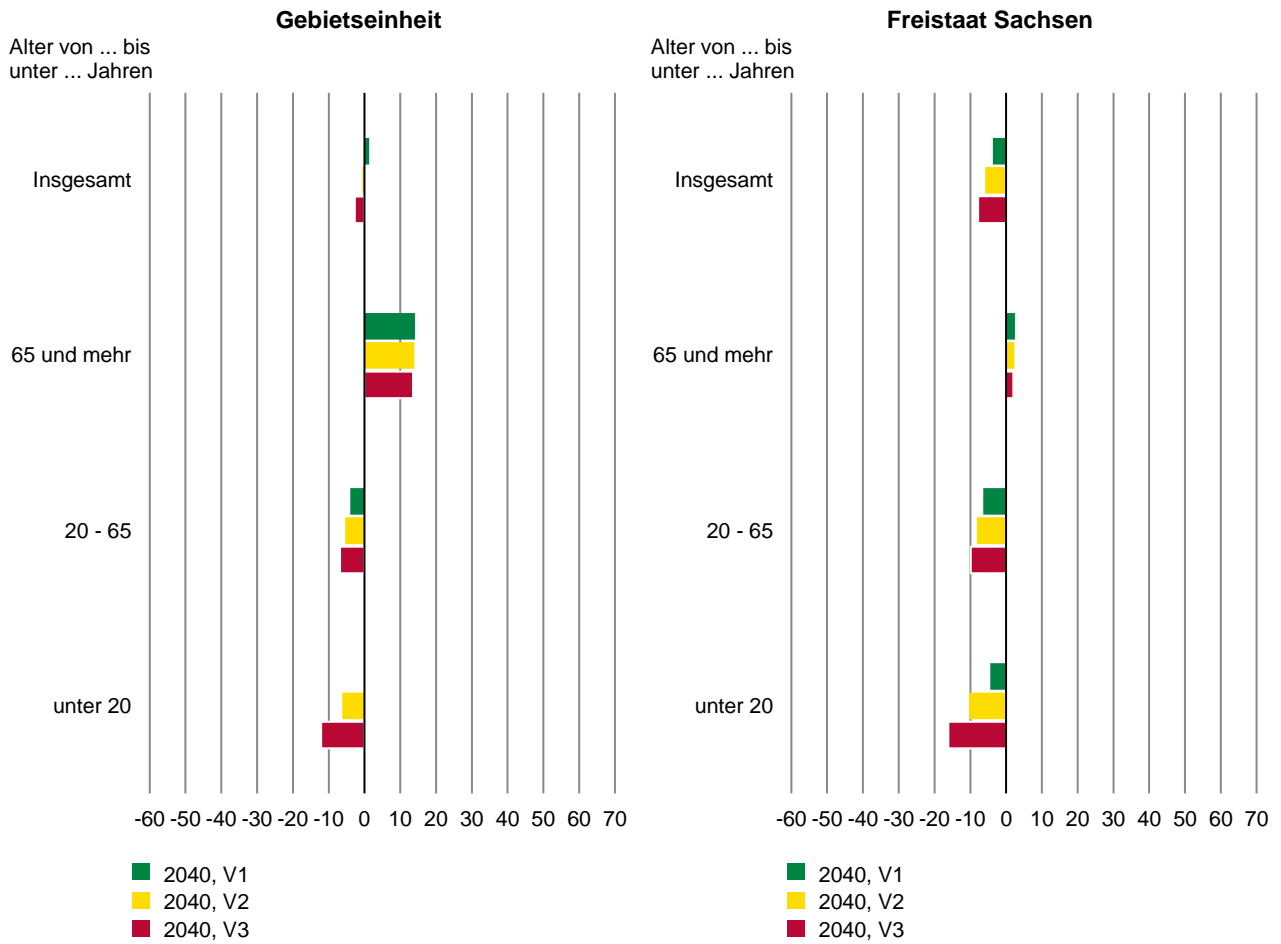 Gebietseinheit
Alter von ... bis
unter ... Jahren
Insgesamt
65 und mehr
20 - 65
unter 20
-60 -50 -40 -30 -20 -10 0 10 20 30 40 50 60 70
2040, V1
2040, V2
2040, V3
Freistaat Sachsen
Alter von ... bis
unter ... Jahren
Insgesamt
65 und mehr
20 - 65
unter 20
-60 -50 -40 -30 -20 -10 0 10 20 30 40 50 60 70
2040, V1
2040, V2
2040, V3